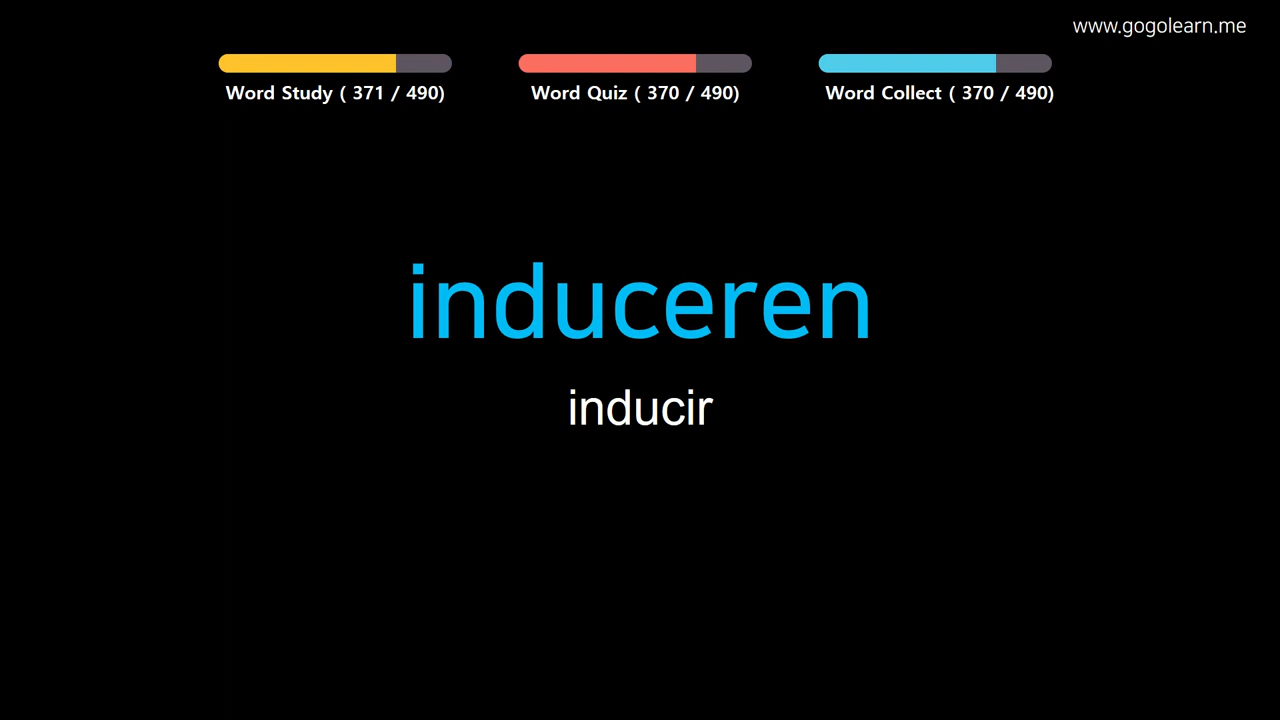 www.gogolearn.me
Word Study ( 371 / 490)
Word Quiz ( 370 / 490)
Word Collect ( 370 / 490)
induceren
inducir